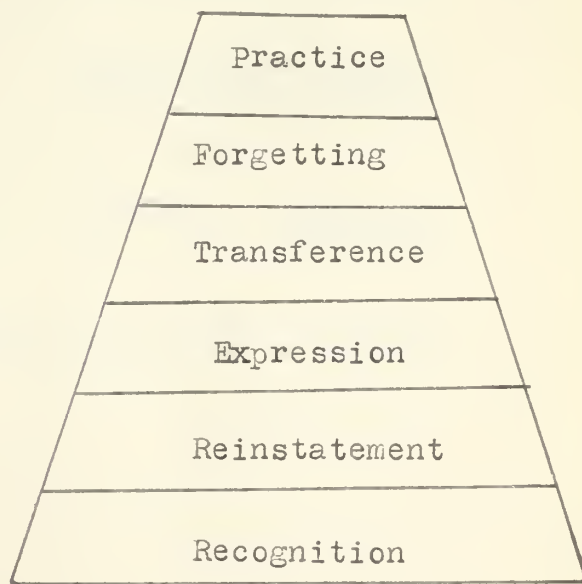 Practice
Forgetting
Transference
Expression
Reinstatement
Recognition